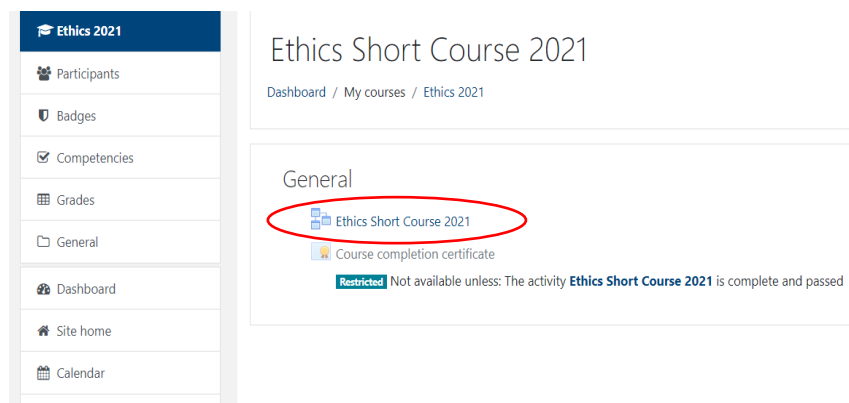 Ethics 2021
Participants
Badges
Competencies
Grades
General
Dashboard
Site home
Calendar
Ethics Short Course 2021
Dashboard / My courses / Ethics 2021
General
Ethics Short Course 2021
Course completion certificate
Restricted Not available unless: The activity Ethics Short Course 2021 is complete and passed